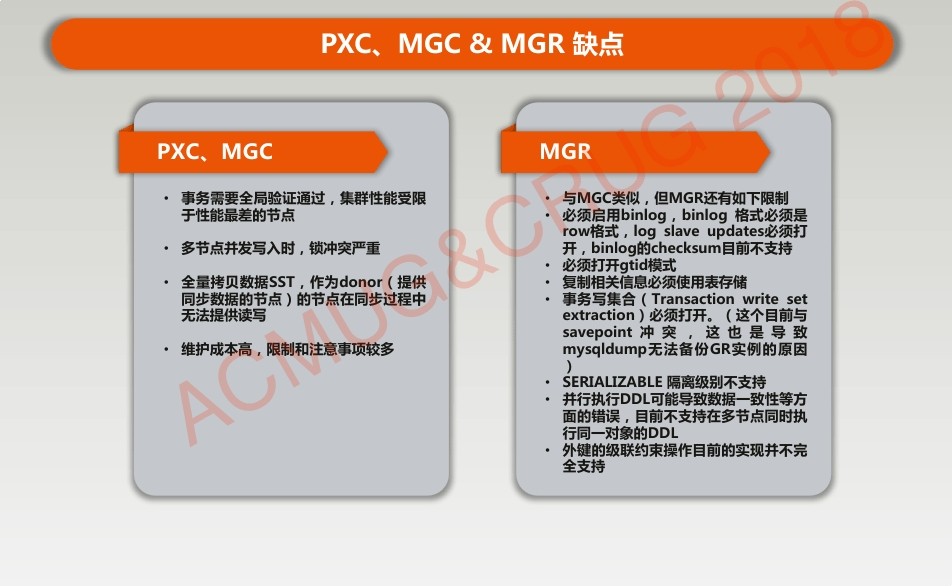 PXC、MGC & MGR 缺点
PXC、MGC
• 事务需要全局验证通过，集群性能受限
于性能最差的节点
• 多节点并发写入时，锁冲突严重
• 全量拷贝数据SST，作为donor（提供
同步数据的节点）的节点在同步过程中
无法提供读写
• 维护成本高，限制和注意事项较多
MGR
• 与MGC类似，但MGR还有如下限制
• 必须启用binlog，binlog 格式必须是
row格式，log slave updates必须打
开，binlog的checksum目前不支持
• 必须打开gtid模式
• 复制相关信息必须使用表存储
• 事务写集合（Transaction write set
extraction）必须打开。（这个目前与
savepoint 冲突，这也是导致
mysqldump无法备份GR实例的原因
）
• SERIALIZABLE 隔离级别不支持
• 并行执行DDL可能导致数据一致性等方
面的错误，目前不支持在多节点同时执
行同一对象的DDL
• 外键的级联约束操作目前的实现并不完
全支持
ACMUG&CRUG 2018